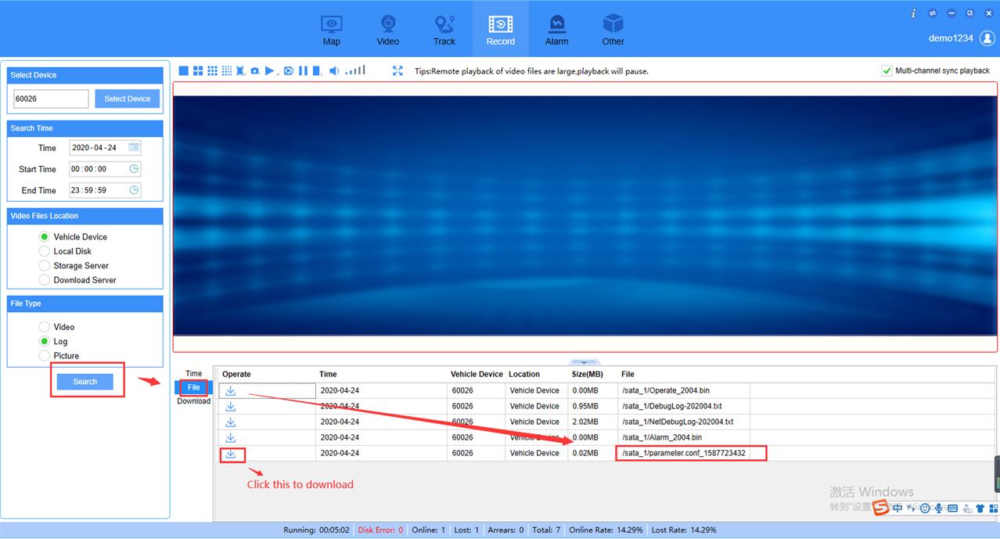 demo1234
Map Video Track Record Alarm Other
Select Device
60026 Select Device
Search Time
Time 2020-04-24
Start Time 00:00:00
End Time 23:59:59
Video Files Location
Vehicle Device
Local Disk
Storage Server
Download Server
File Type
Video
Log
Picture
Search
Tips:Remote playback of video files are large,playback will pause.
Multi-channel sync playback
Time
File
Download
Operate Time Vehicle Device Location Size(MB) File
2020-04-24 60026 Vehicle Device 0.00MB /sata_1/Operate_2004.bin
2020-04-24 60026 Vehicle Device 0.95MB /sata_1/DebugLog-202004.txt
2020-04-24 60026 Vehicle Device 2.02MB /sata_1/NetDebugLog-202004.txt
2020-04-24 60026 Vehicle Device 0.00MB /sata_1/Alarm_2004.bin
2020-04-24 60026 Vehicle Device 0.02MB /sata_1/parameter.conf_1587723432
Click this to download
激活 Windows
转到"设置
中
Running: 00:05:02 Disk Error: 0 Online: 1 Lost: 1 Arrears: 0 Total: 7 Online Rate: 14.29% Lost Rate: 14.29%